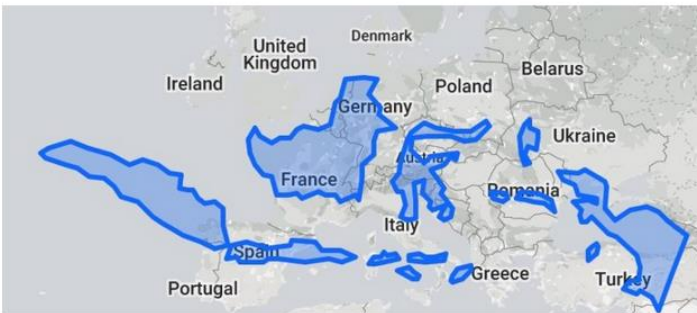 Denmark
United
Kingdom
Ireland
Belarus
Poland
Germany
Ukraine
Austria
France
Romania
Italy
Spain
Greece
Turkey
Portugal